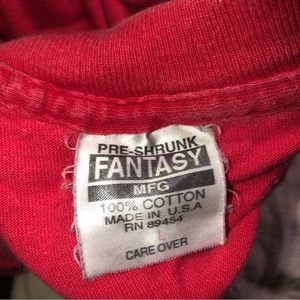 PRE-SHRUNK
FANTASY
MFG
100% COTTON
MADE IN U.S.A
RN 89454
L
CARE OVER